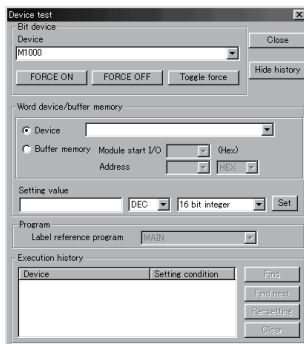 Device test
Bit device
Device
Close
M1000
FORCE ON FORCE OFF Toggle force
Hide history
Word device/buffer memory
Device
Buffer memory Module start I/O (Hex)
Address HEX
Setting value
DEC 16 bit integer Set
Program
Label reference program MAIN
Execution history
Device Setting condition
Find
Find next
Re-setting
Clear